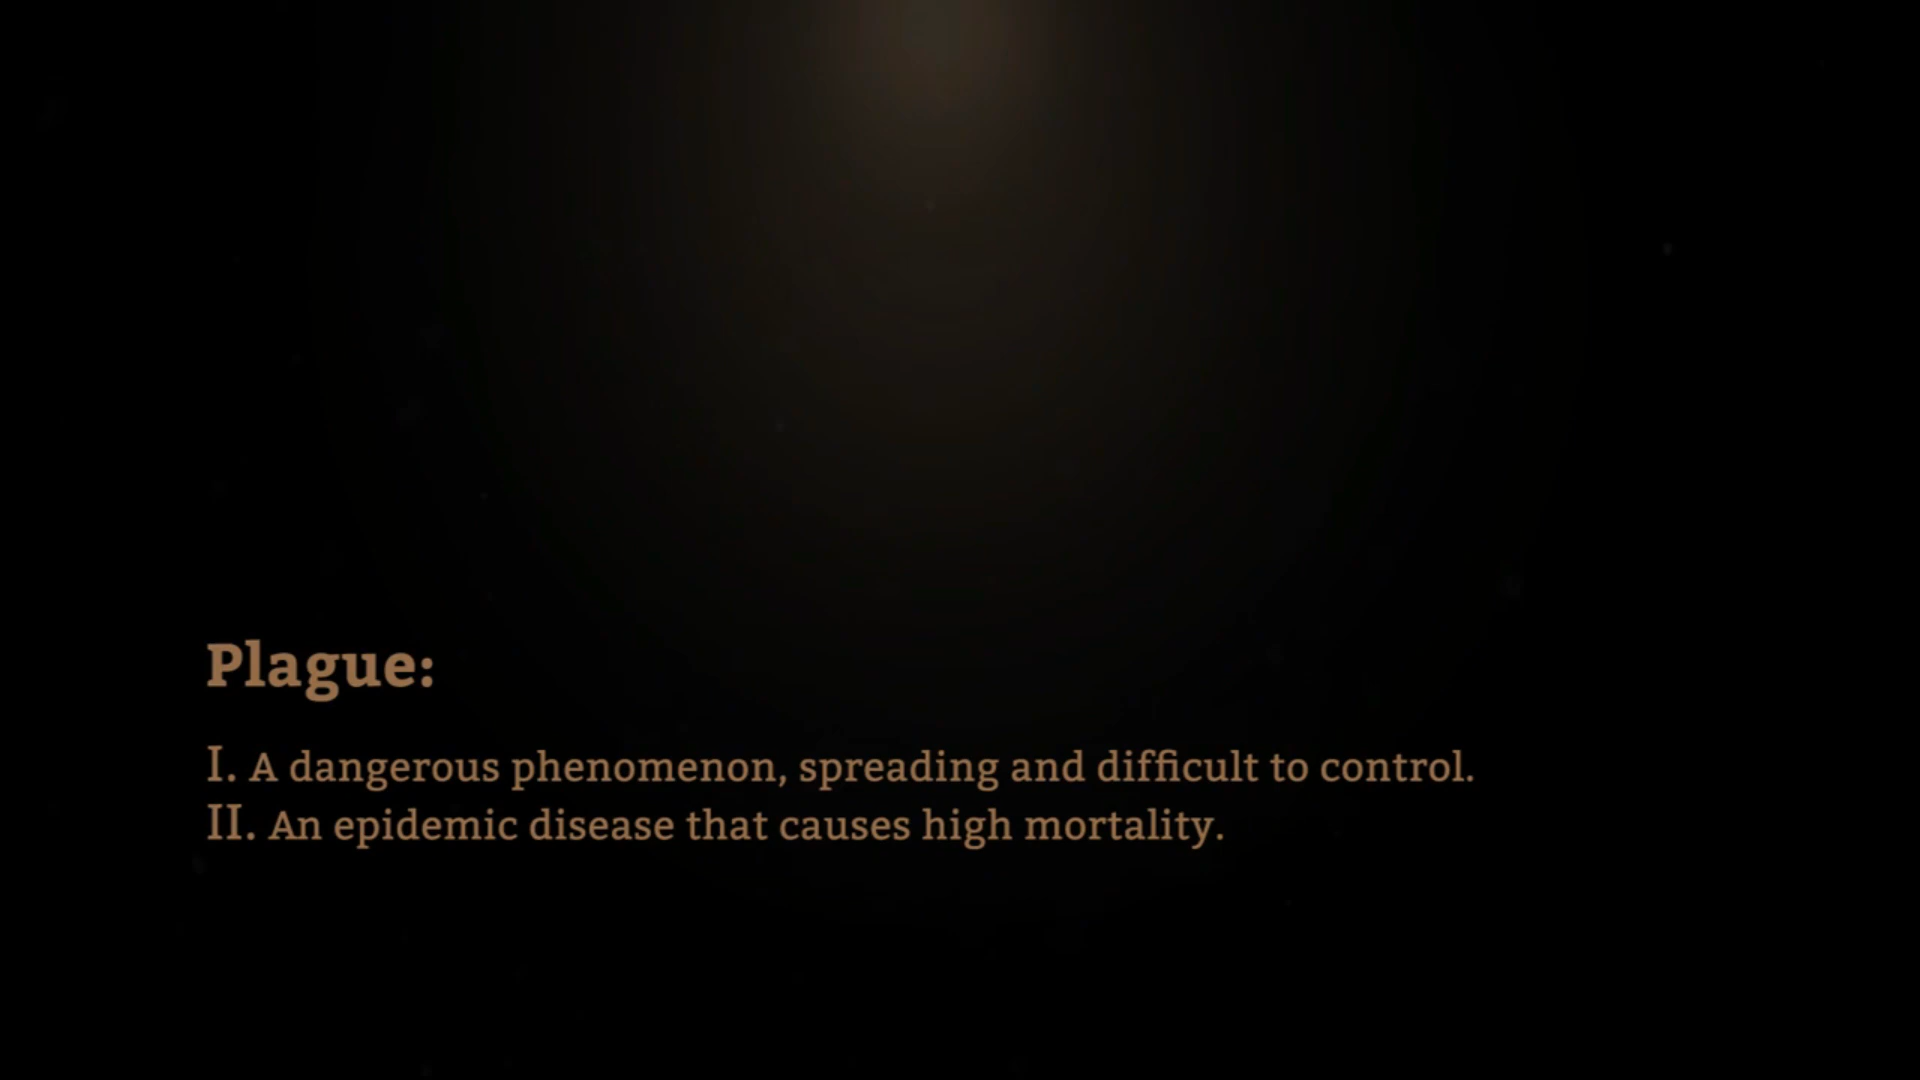 Plague:
I. A dangerous phenomenon, spreading and difficult to control.
II. An epidemic disease that causes high mortality.